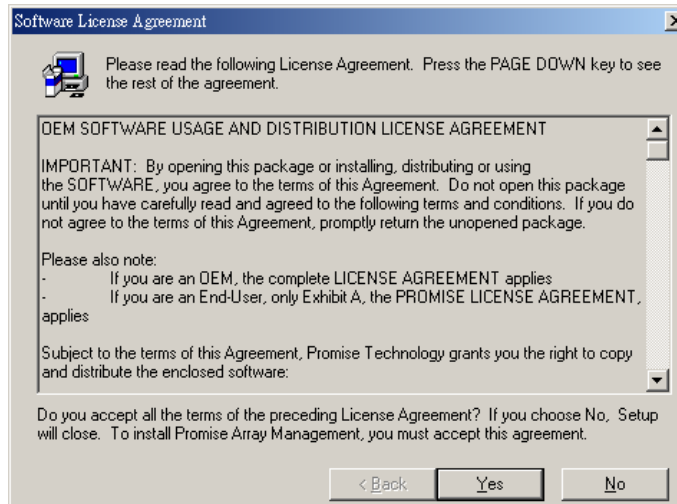 Software License Agreement
Please read the following License Agreement. Press the PAGE DOWN key to see
the rest of the agreement.
OEM SOFTWARE USAGE AND DISTRIBUTION LICENSE AGREEMENT
IMPORTANT: By opening this package or installing, distributing or using
the SOFTWARE, you agree to the terms of this Agreement. Do not open this package
until you have carefully read and agreed to the following terms and conditions. If you do
not agree to the terms of this Agreement, promptly return the unopened package.
Please also note:
- If you are an OEM, the complete LICENSE AGREEMENT applies
- If you are an End-User, only Exhibit A, the PROMISE LICENSE AGREEMENT,
applies
Subject to the terms of this Agreement, Promise Technology grants you the right to copy
and distribute the enclosed software:
Do you accept all the terms of the preceding License Agreement? If you choose No, Setup
will close. To install Promise Array Management, you must accept this agreement.
< Back Yes No